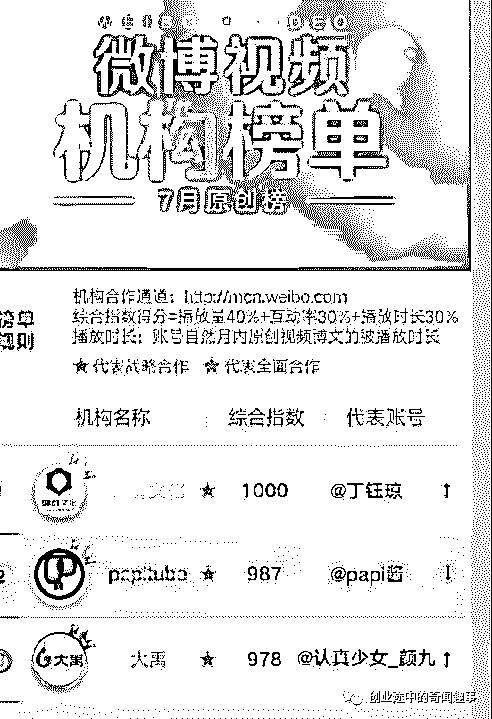 微博视频
机构榜单
7月原创榜
机构合作通道：http://mcn.weibo.com
榜单
规则
综合指数得分=播放量40%+互动率30%+播放时长30%
播放时长：账号自然月内原创视频博文的被播放时长
★代表战略合作 ★代表全面合作
机构名称 综合指数 代表账号
★ 1000 @丁钰琼 ↑
papitube ★ 987 @papi酱 ↓
大禹 大禹 ★ 978 @认真少女_颜九 ↑
创业途中的奇闻趣事